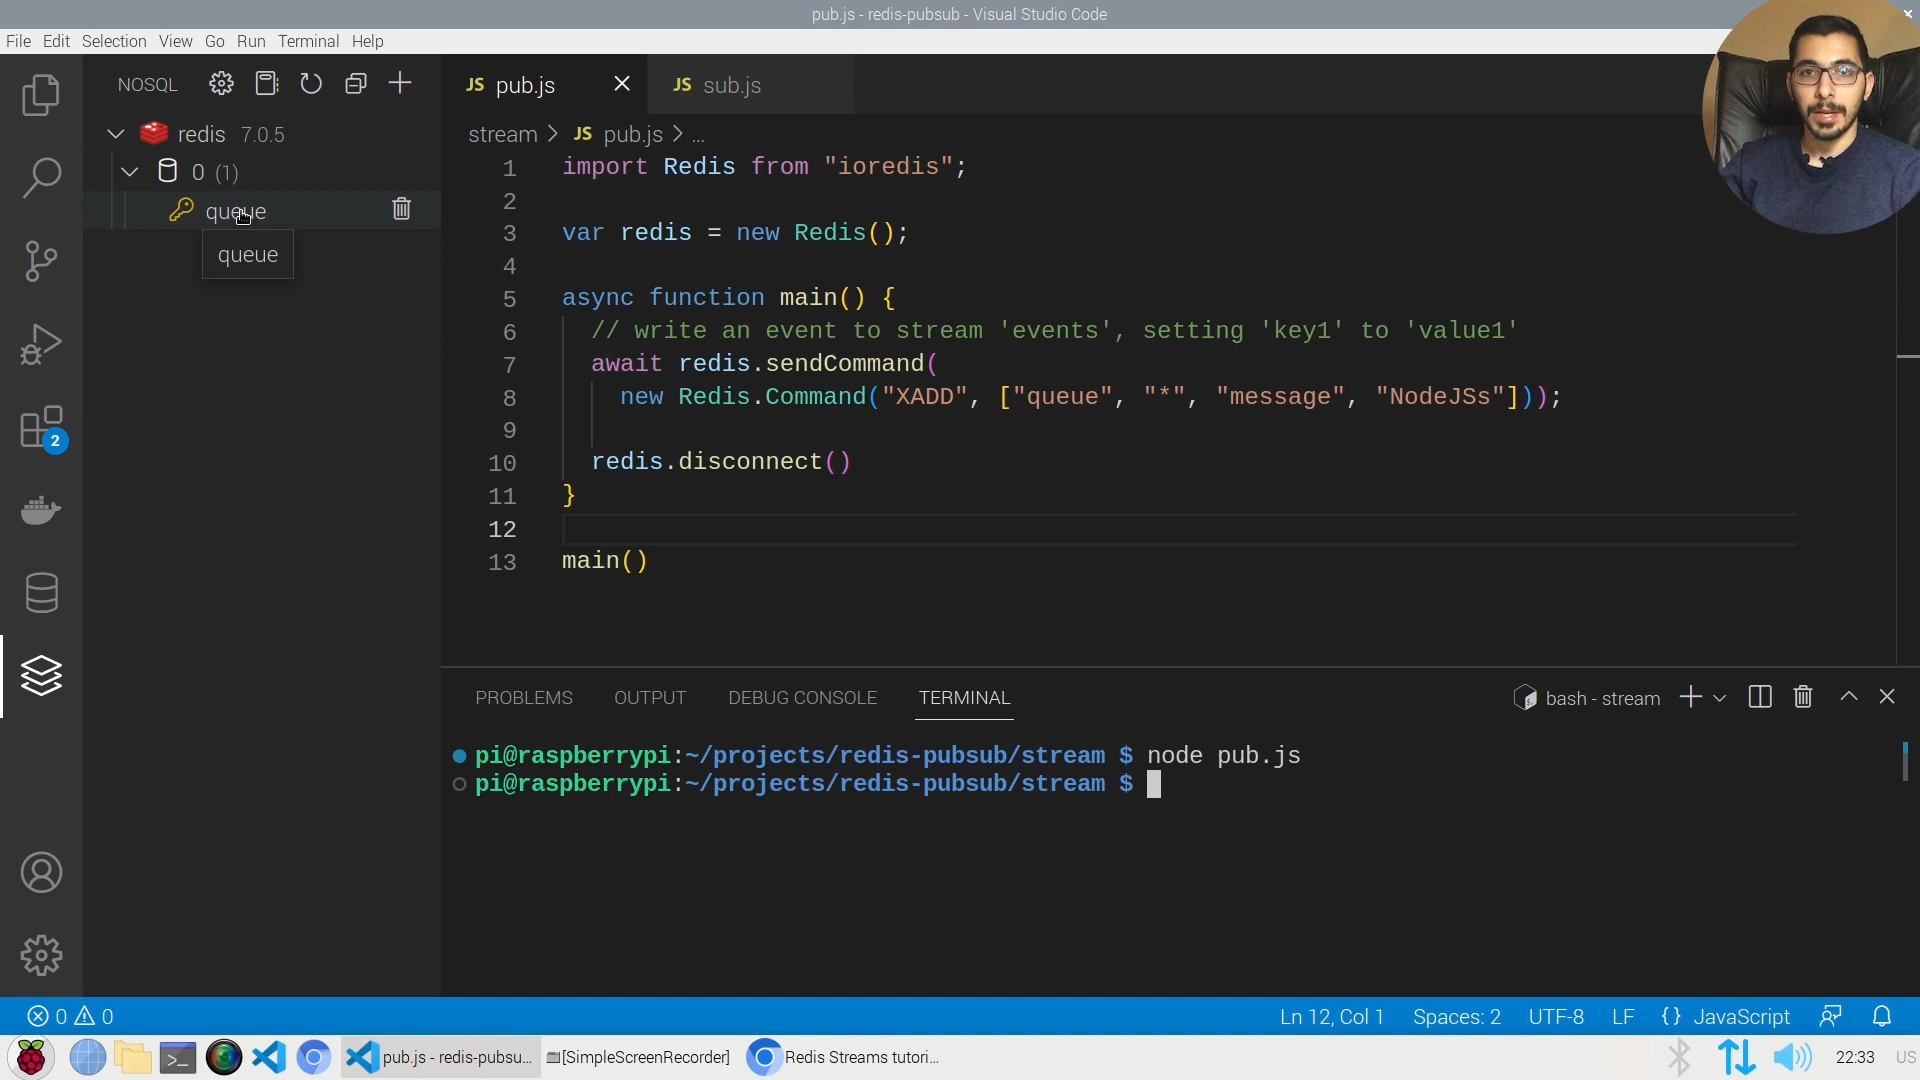 pub.js - redis-pubsub - Visual Studio Code
File Edit Selection View Go Run Terminal Help
NOSQL
redis 7.0.5
0 (1)
queue
queue
2
JS pub.js
JS sub.js
stream > JS pub.js > ...
1 import Redis from "ioredis";
2
3 var redis = new Redis();
4
5 async function main() {
6 // write an event to stream 'events', setting 'key1' to 'value1'
7 await redis.sendCommand(
8 new Redis.Command("XADD", ["queue", "*", "message", "NodeJSs"]));
9
10 redis.disconnect()
11 }
12
13 main()
PROBLEMS OUTPUT DEBUG CONSOLE TERMINAL
bash - stream
pi@raspberrypi:~/projects/redis-pubsub/stream $ node pub.js
pi@raspberrypi:~/projects/redis-pubsub/stream $
0 0
Ln 12, Col 1 Spaces: 2 UTF-8 LF {} JavaScript
pub.js - redis-pubsu... [SimpleScreenRecorder] Redis Streams tutori...
22:33 US